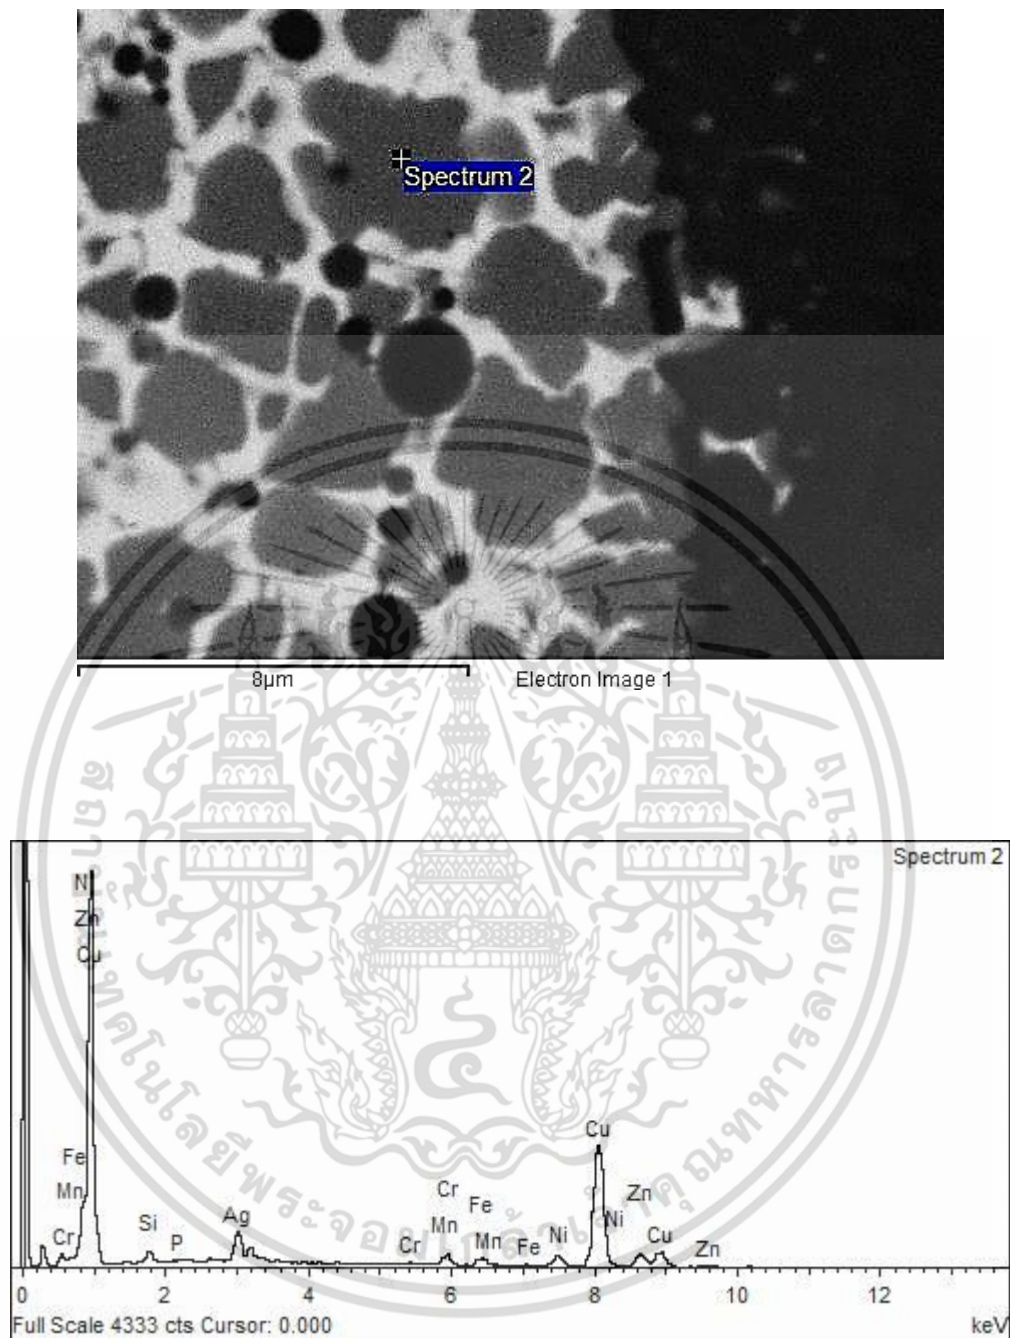 Spectrum 2
8µm
Electron Image 1
Spectrum 2
N
Zn
Cu
Fe
Mn
Cr
Si
P
Ag
Cr
Cr
Mn
Fe
Mn
Fe
Ni
Cu
Ni
Zn
Cu
Zn
0 2 4 6 8 10 12
Full Scale 4333 cts Cursor: 0.000 keV